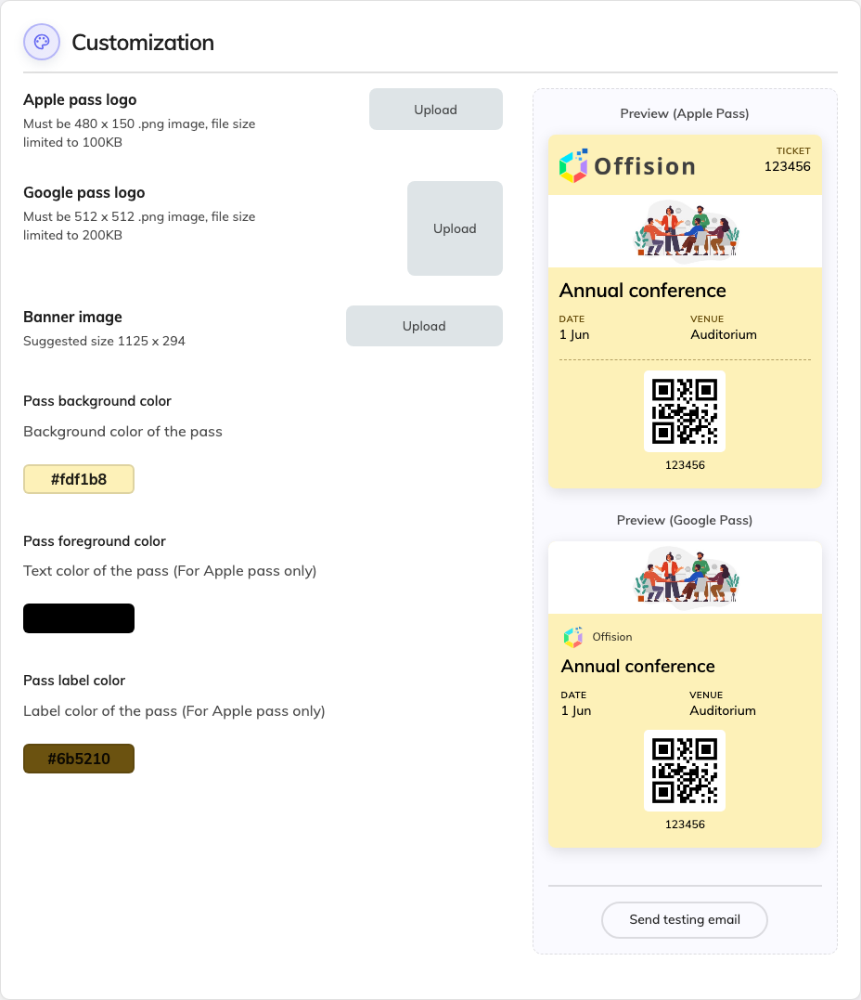 Customization
Apple pass logo
Must be 480 x 150 .png image, file size
limited to 100KB
Upload
Google pass logo
Must be 512 x 512 .png image, file size
limited to 200KB
Upload
Banner image
Suggested size 1125 x 294
Upload
Pass background color
Background color of the pass
#fdf1b8
Pass foreground color
Text color of the pass (For Apple pass only)
Pass label color
Label color of the pass (For Apple pass only)
#6b5210
Preview (Apple Pass)
Offision
TICKET
123456
Annual conference
DATE
1 Jun
VENUE
Auditorium
123456
Preview (Google Pass)
Offision
Annual conference
DATE
1 Jun
VENUE
Auditorium
123456
Send testing email